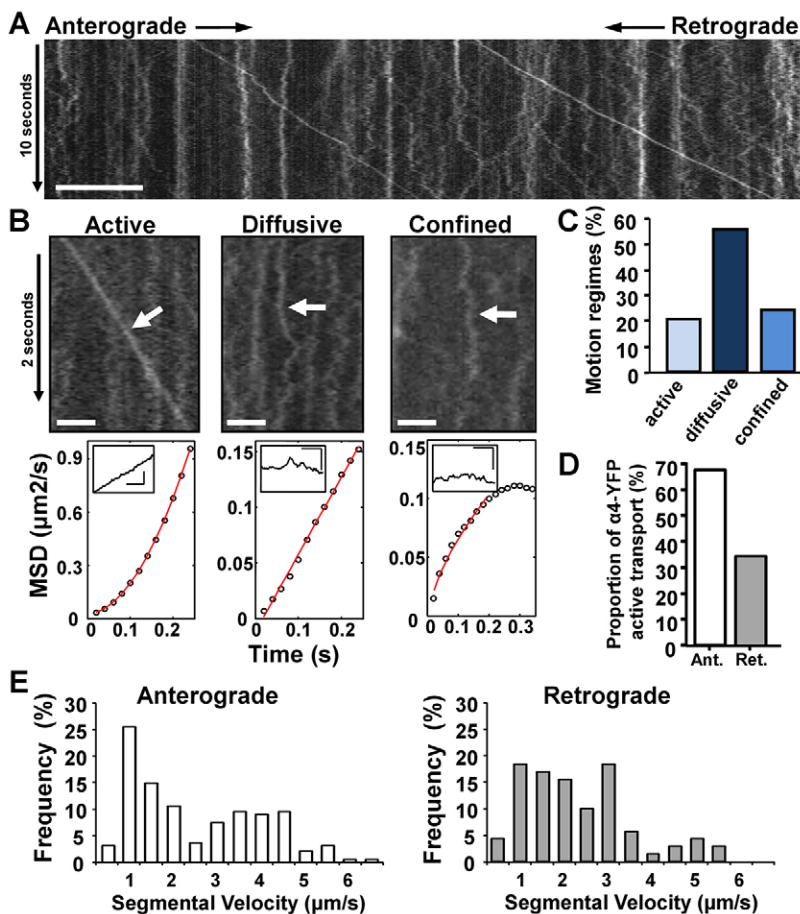 A
Anterograde
Retrograde
10 seconds
B
Active
Diffusive
Confined
2 seconds
MSD (µm2/s)
0.9
0.6
0.3
0
0 0.1 0.2
0.15
0.1
0.05
0
0 0.1 0.2
0.15
0.10
0.05
0
0 0.1 0.2 0.3
Time (s)
C
Motion regimes (%)
60
50
40
30
20
10
0
active
diffusive
confined
D
Proportion of α4-YFP
active transport (%)
70
60
50
40
30
20
10
0
Ant. Ret.
E
Anterograde
Frequency (%)
30
25
20
15
10
5
0
1 2 3 4 5 6
Segmental Velocity (µm/s)
Retrograde
Frequency (%)
30
25
20
15
10
5
0
1 2 3 4 5 6
Segmental Velocity (µm/s)